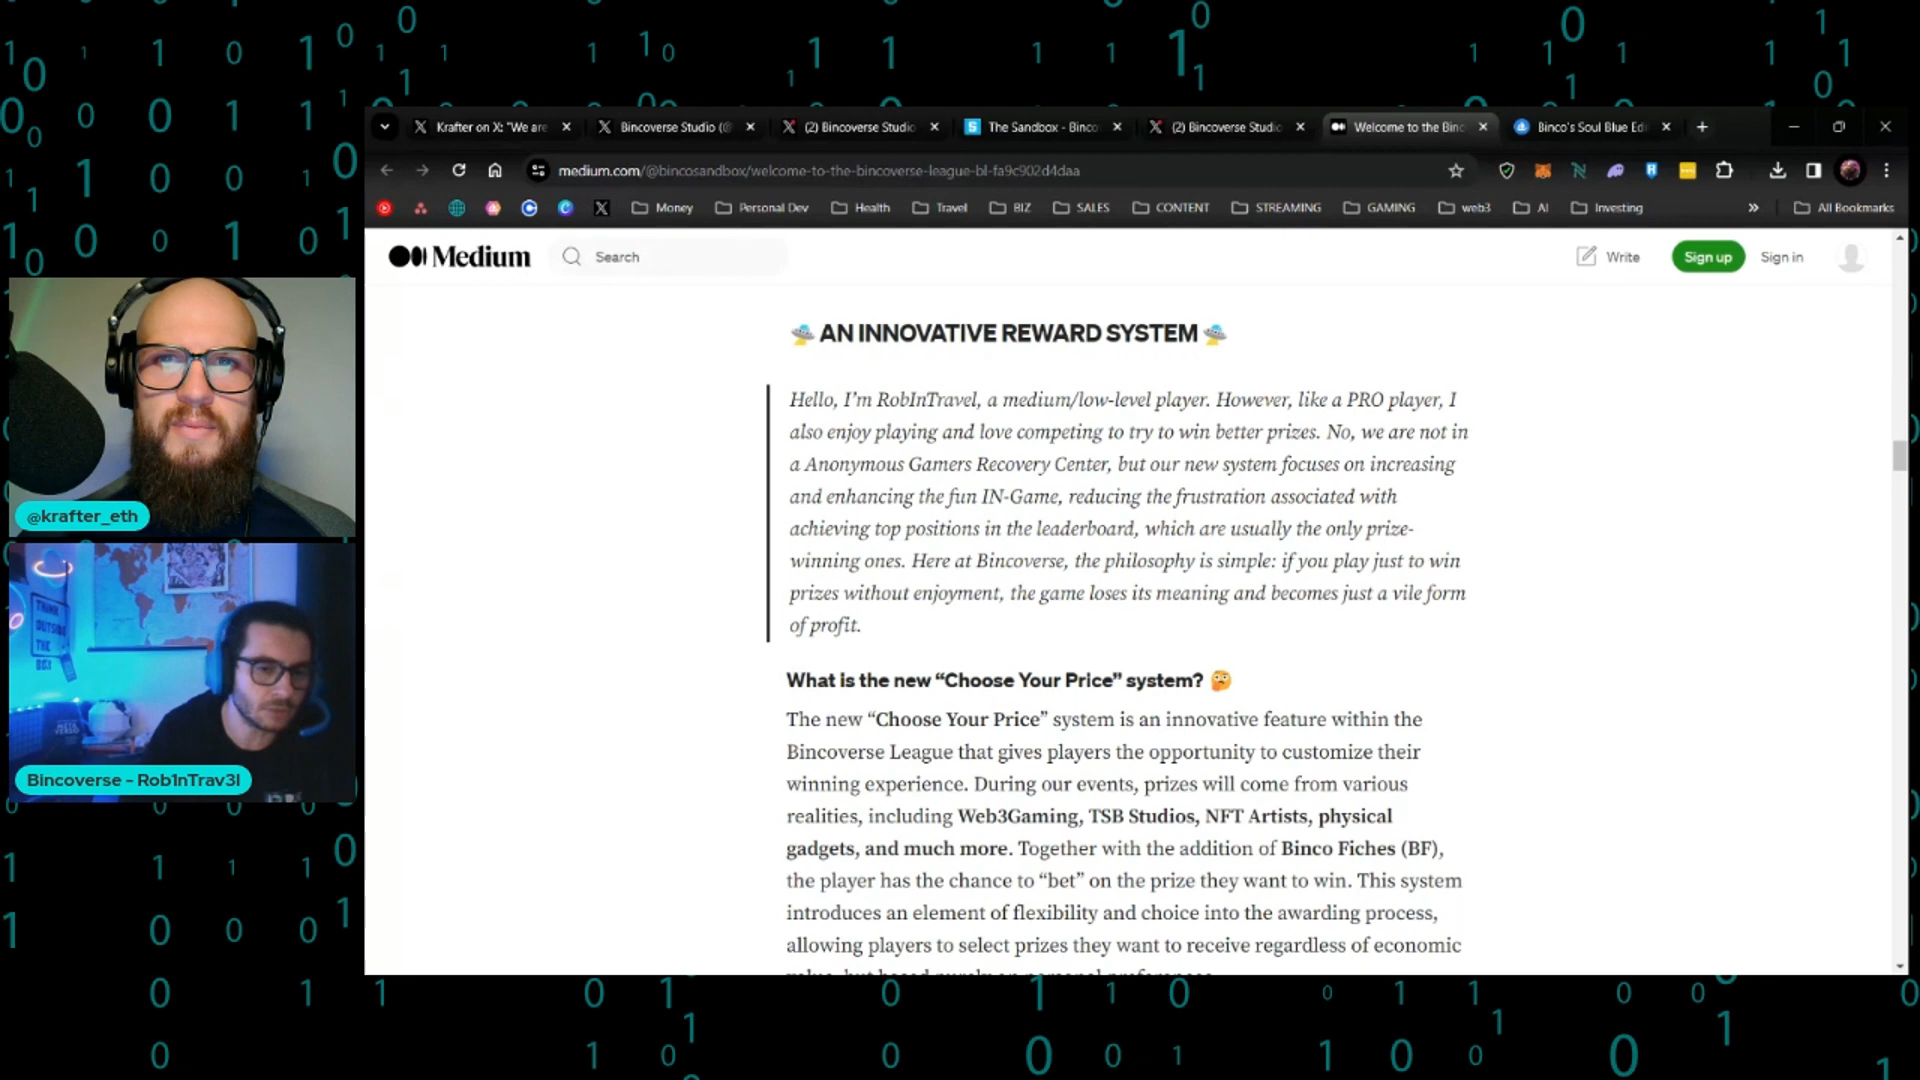 Krafter on X: "We are
Bincoverse Studio (@
(2) Bincoverse Studio
The Sandbox - Binco
(2) Bincoverse Studio
Welcome to the Binc
Binco's Soul Blue Ed
medium.com/@bincosandbox/welcome-to-the-bincoverse-league-bl-fa9c902d4daa
Money
Personal Dev
Health
Travel
BIZ
SALES
CONTENT
STREAMING
GAMING
web3
AI
Investing
All Bookmarks
Medium
Search
Write
Sign up
Sign in
🛸 AN INNOVATIVE REWARD SYSTEM 🛸
Hello, I'm RobInTravel, a medium/low-level player. However, like a PRO player, I
also enjoy playing and love competing to try to win better prizes. No, we are not in
a Anonymous Gamers Recovery Center, but our new system focuses on increasing
and enhancing the fun IN-Game, reducing the frustration associated with
achieving top positions in the leaderboard, which are usually the only prize-
winning ones. Here at Bincoverse, the philosophy is simple: if you play just to win
prizes without enjoyment, the game loses its meaning and becomes just a vile form
of profit.
What is the new “Choose Your Price” system? 🤔
The new “Choose Your Price” system is an innovative feature within the
Bincoverse League that gives players the opportunity to customize their
winning experience. During our events, prizes will come from various
realities, including Web3Gaming, TSB Studios, NFT Artists, physical
gadgets, and much more. Together with the addition of Binco Fiches (BF),
the player has the chance to “bet” on the prize they want to win. This system
introduces an element of flexibility and choice into the awarding process,
allowing players to select prizes they want to receive regardless of economic
@krafter_eth
THINK
OUTSIDE
THE
BOX
Bincoverse - Rob1nTrav3l